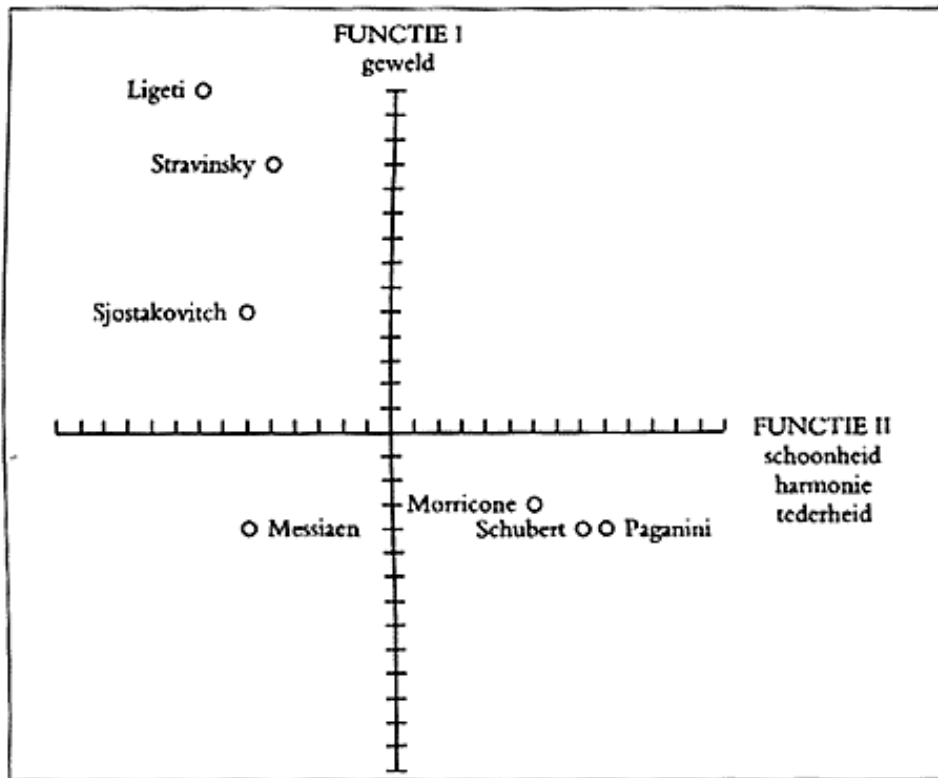 FUNCTIE I
geweld
Ligeti
Stravinsky
Sjostakovitch
FUNCTIE II
schoonheid
harmonie
tederheid
Morricone
Messiaen
Schubert
Paganini